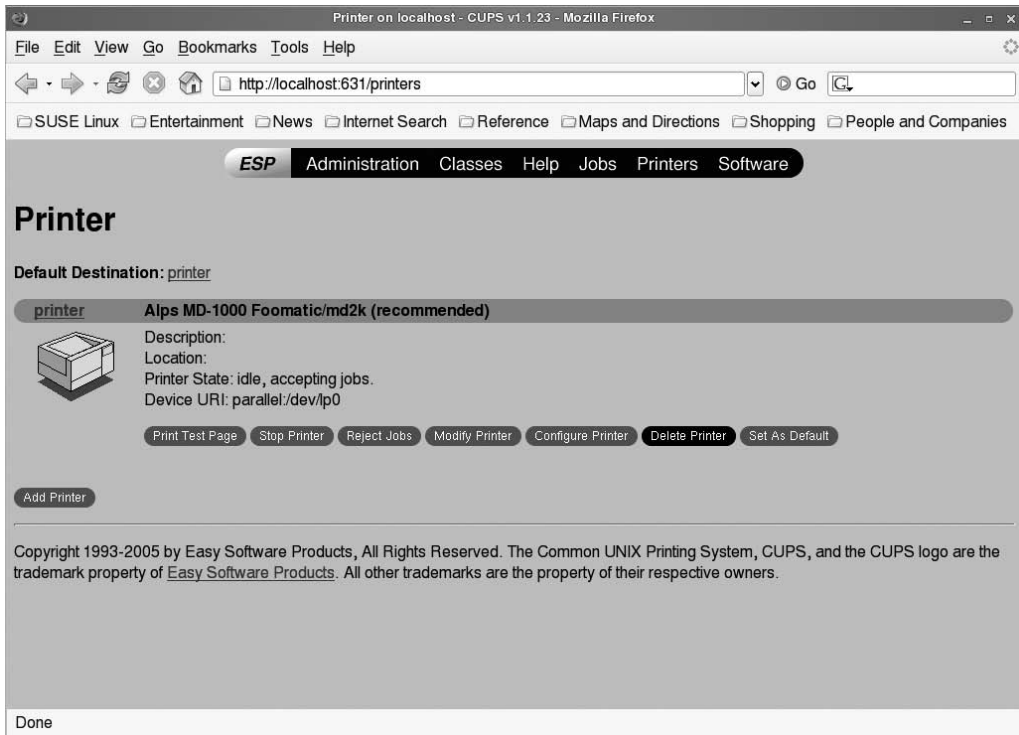 Printer on localhost - CUPS v1.1.23 - Mozilla Firefox
File Edit View Go Bookmarks Tools Help
http://localhost:631/printers Go G
SUSE Linux Entertainment News Internet Search Reference Maps and Directions Shopping People and Companies
ESP Administration Classes Help Jobs Printers Software
Printer
Default Destination: printer
printer Alps MD-1000 Foomatic/md2k (recommended)
Description:
Location:
Printer State: idle, accepting jobs.
Device URI: parallel:/dev/lp0
Print Test Page Stop Printer Reject Jobs Modify Printer Configure Printer Delete Printer Set As Default
Add Printer
Copyright 1993-2005 by Easy Software Products, All Rights Reserved. The Common UNIX Printing System, CUPS, and the CUPS logo are the
trademark property of Easy Software Products. All other trademarks are the property of their respective owners.
Done